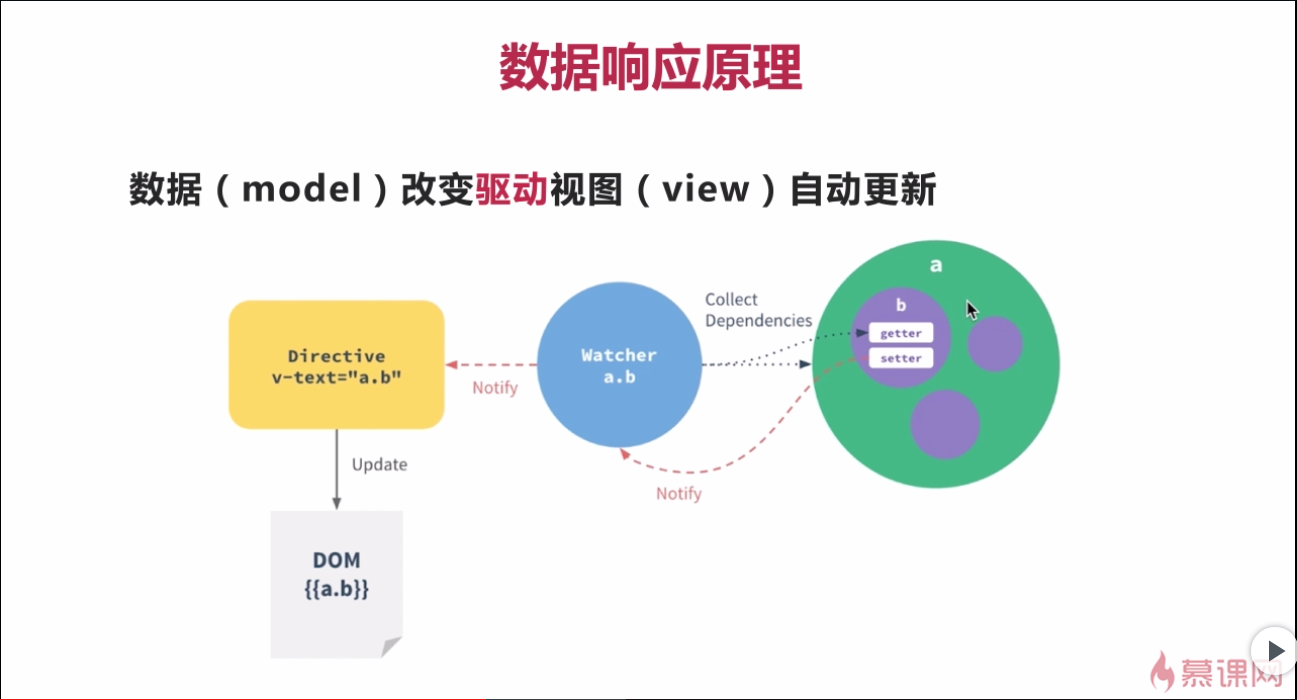 数据响应原理
数据（model）改变驱动视图（view）自动更新
a
Collect
Dependencies
b
getter
setter
Directive
v-text="a.b"
Watcher
a.b
Notify
Update
Notify
DOM
{{a.b}}
慕课网